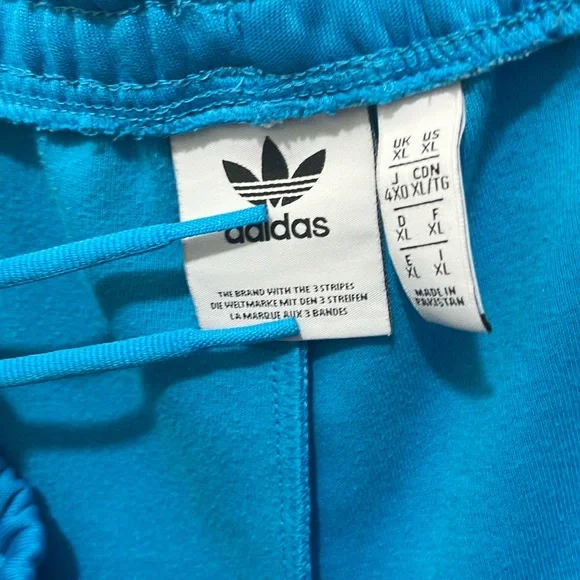 adidas
THE BRAND WITH THE 3 STRIPES
DIE WELTMARKE MIT DEN 3 STREIFEN
LA MARQUE AUX 3 BANDES
UK US
XL XL
J CDN
4XO XL/TG
D F
XL XL
E I
XL XL
MADE IN
PAKISTAN